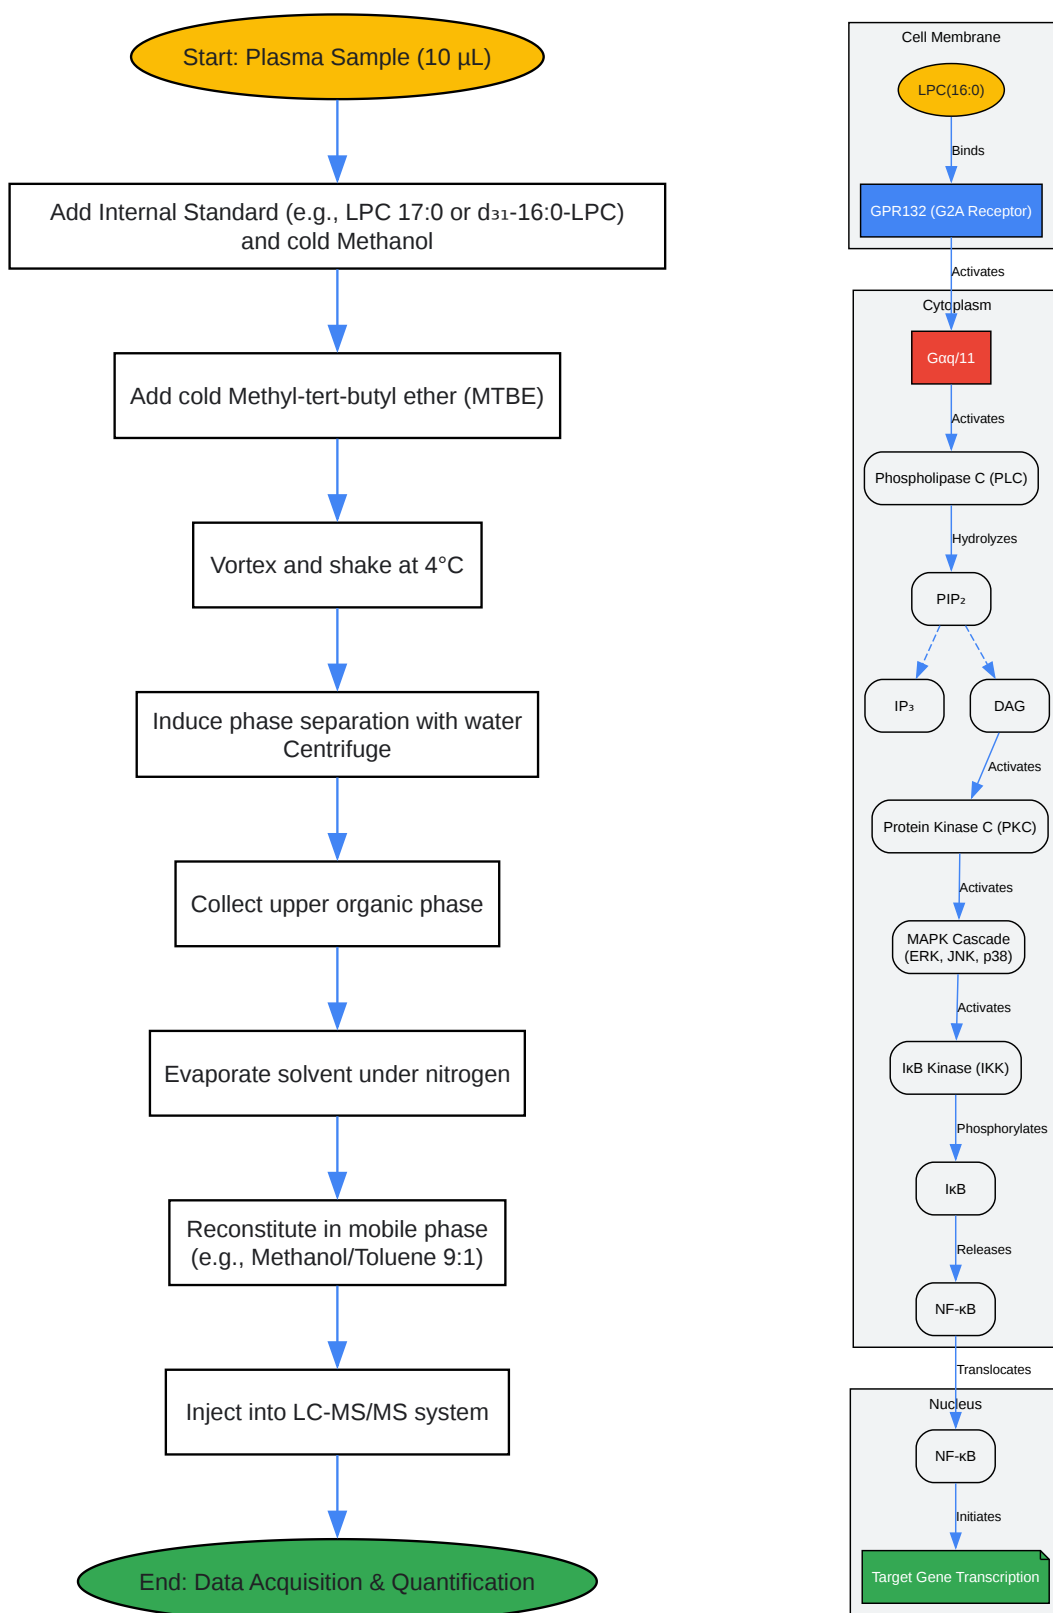 Start: Plasma Sample (10 µL)
Add Internal Standard (e.g., LPC 17:0 or d₃₁-16:0-LPC)
and cold Methanol
Add cold Methyl-tert-butyl ether (MTBE)
Vortex and shake at 4°C
Induce phase separation with water
Centrifuge
Collect upper organic phase
Evaporate solvent under nitrogen
Reconstitute in mobile phase
(e.g., Methanol/Toluene 9:1)
Inject into LC-MS/MS system
End: Data Acquisition & Quantification
Cell Membrane
LPC(16:0)
Binds
GPR132 (G2A Receptor)
Activates
Cytoplasm
Gαq/11
Activates
Phospholipase C (PLC)
Hydrolyzes
PIP₂
IP₃
DAG
Activates
Protein Kinase C (PKC)
Activates
MAPK Cascade
(ERK, JNK, p38)
Activates
IκB Kinase (IKK)
Phosphorylates
IκB
Releases
NF-κB
Translocates
Nucleus
NF-κB
Initiates
Target Gene Transcription